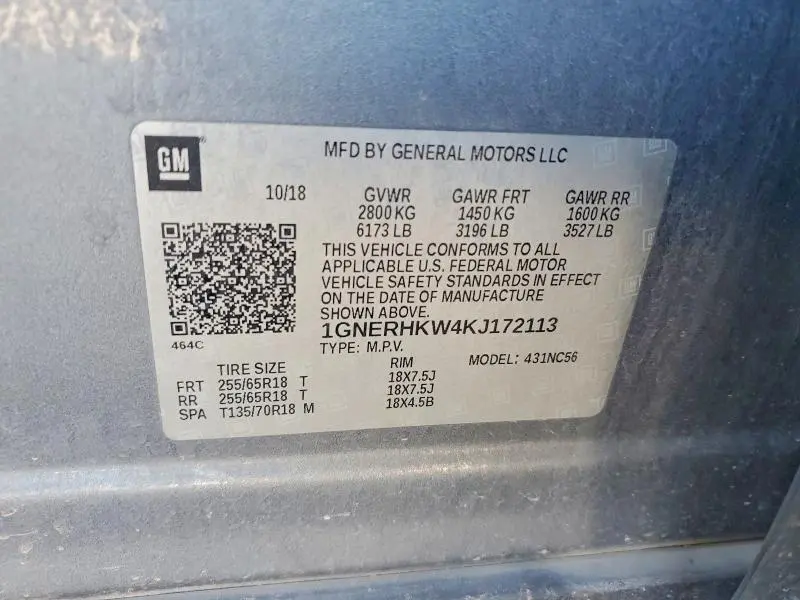 GM
MFD BY GENERAL MOTORS LLC
10/18 GVWR GAWR FRT GAWR RR
2800 KG 1450 KG 1600 KG
6173 LB 3196 LB 3527 LB
THIS VEHICLE CONFORMS TO ALL
APPLICABLE U.S. FEDERAL MOTOR
VEHICLE SAFETY STANDARDS IN EFFECT
ON THE DATE OF MANUFACTURE
SHOWN ABOVE.
1GNERHKW4KJ172113
464C
TYPE: M.P.V. MODEL: 431NC56
TIRE SIZE RIM
FRT 255/65R18 T 18X7.5J
RR 255/65R18 T 18X7.5J
SPA T135/70R18 M 18X4.5B